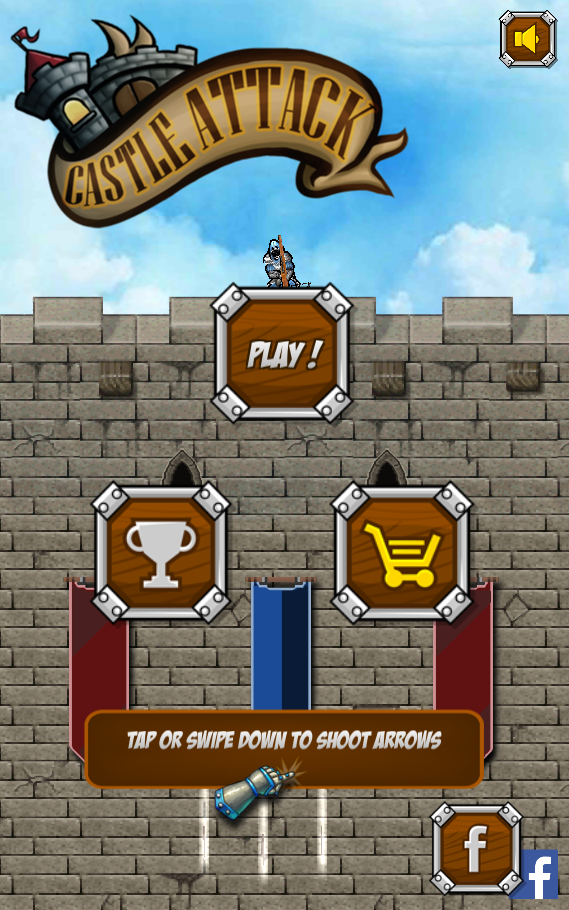 CASTLE ATTACK
PLAY!
TAP OR SWIPE DOWN TO SHOOT ARROWS
f
f